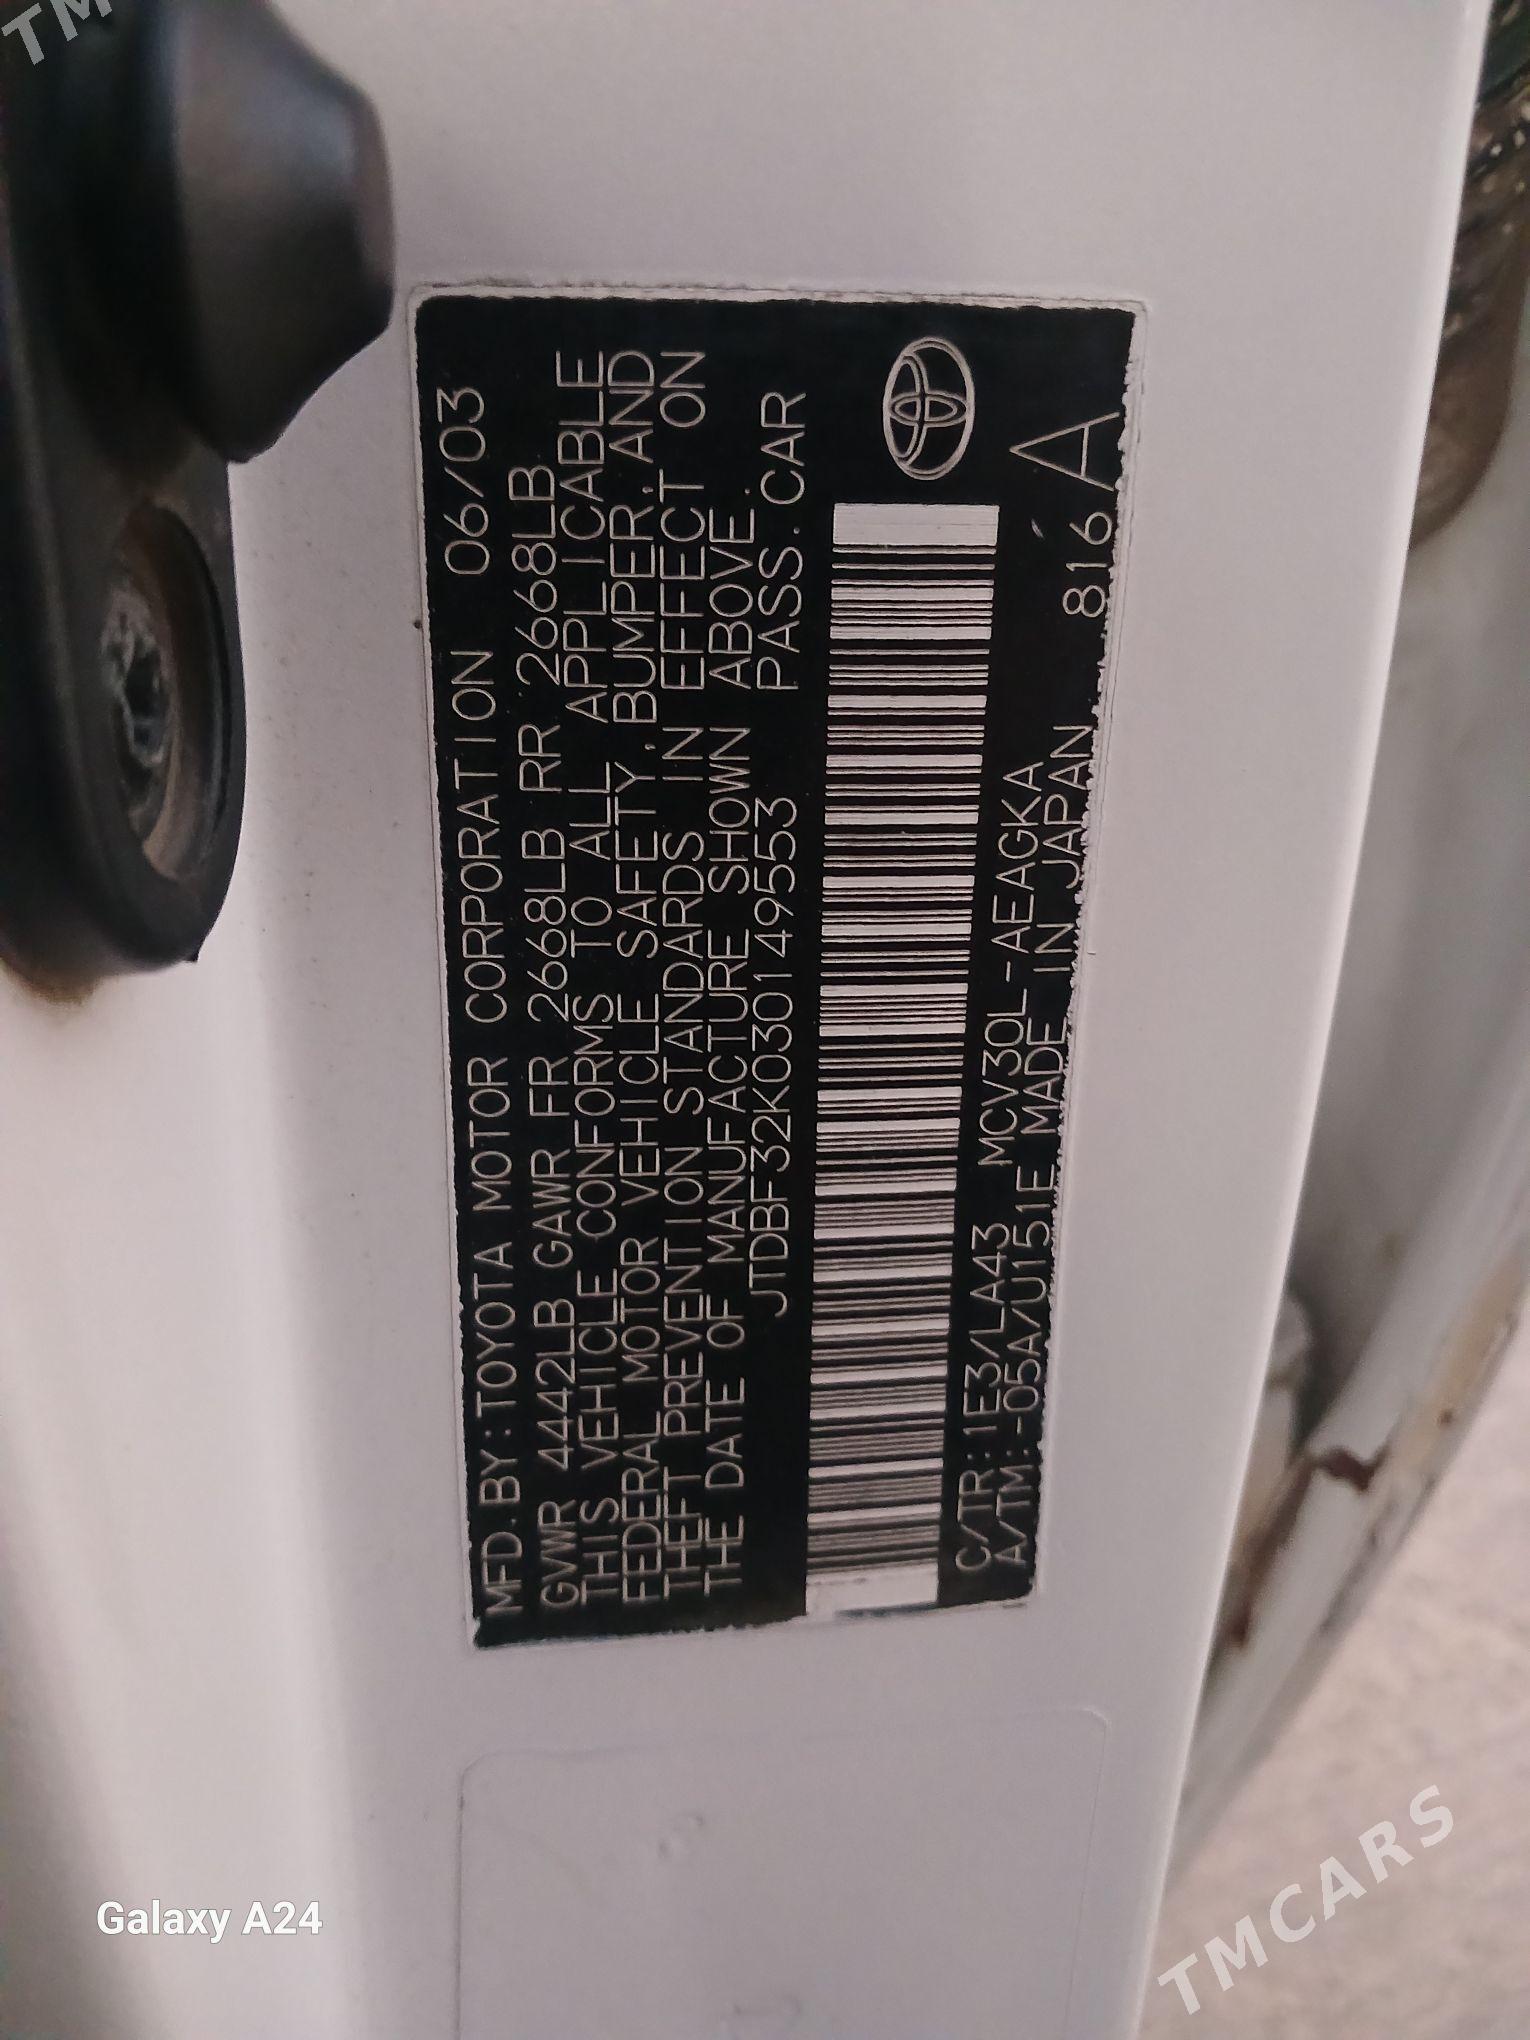 MFD.BY:TOYOTA MOTOR CORPORATION 06/03
GVWR 4442LB GAWR FR 2668LB RR 2668LB
THIS VEHICLE CONFORMS TO ALL APPLICABLE
FEDERAL MOTOR VEHICLE SAFETY, BUMPER, AND
THEFT PREVENTION STANDARDS IN EFFECT ON
THE DATE OF MANUFACTURE SHOWN ABOVE.
JTDBF32K030149553 PASS.CAR
C/TR:1E3/LA43 MCV30L-AEAGKA
A/TM:-05A/U151E MADE IN JAPAN 816 A
Galaxy A24
TMCARS
TM